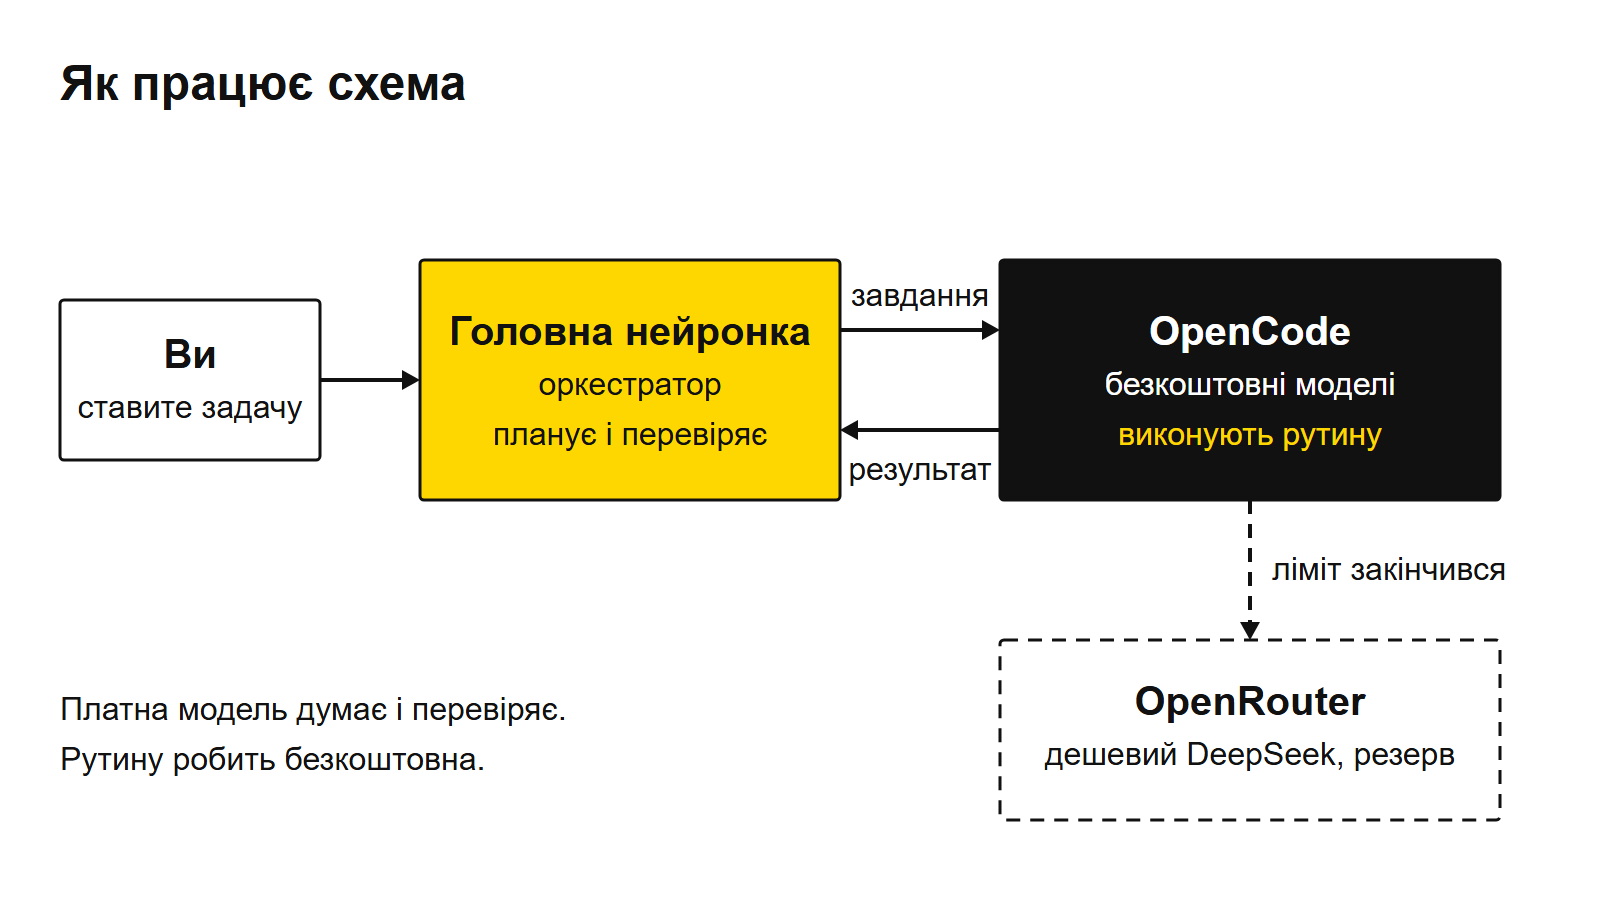 Як працює схема
Ви
ставите задачу
Головна нейронка
оркестратор
планує і перевіряє
завдання
результат
OpenCode
безкоштовні моделі
виконують рутину
ліміт закінчився
OpenRouter
дешевий DeepSeek, резерв
Платна модель думає і перевіряє.
Рутину робить безкоштовна.